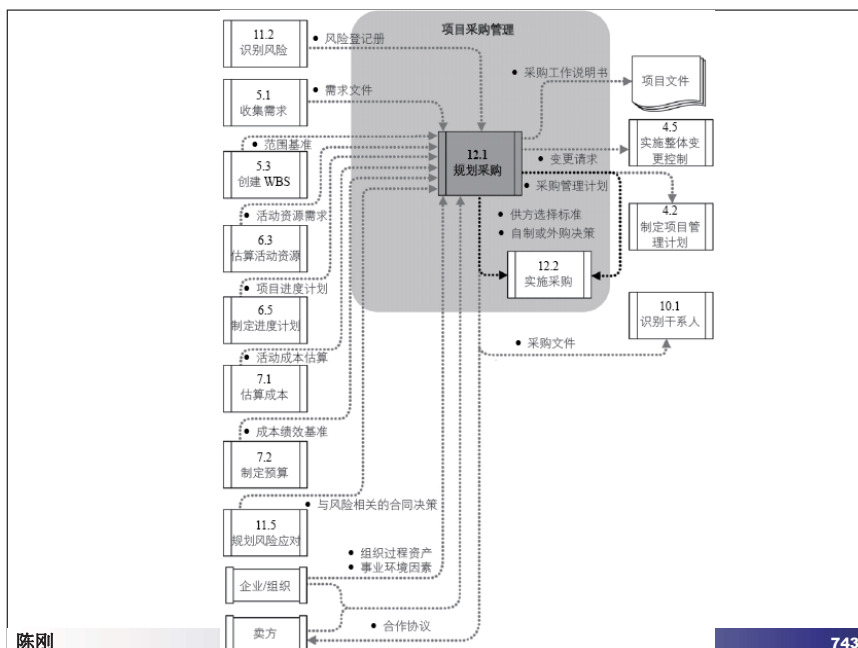 项目采购管理
11.2
识别风险
• 风险登记册
• 采购工作说明书
项目文件
5.1
收集需求
• 需求文件
12.1
规划采购
4.5
实施整体变
更控制
• 变更请求
• 范围基准
5.3
创建 WBS
• 采购管理计划
4.2
制定项目管
理计划
• 活动资源需求
6.3
估算活动资源
• 供方选择标准
• 自制或外购决策
12.2
实施采购
• 项目进度计划
6.5
制定进度计划
10.1
识别干系人
• 采购文件
• 活动成本估算
7.1
估算成本
• 成本绩效基准
7.2
制定预算
• 与风险相关的合同决策
11.5
规划风险应对
• 组织过程资产
• 事业环境因素
企业/组织
• 合作协议
卖方
陈刚
743